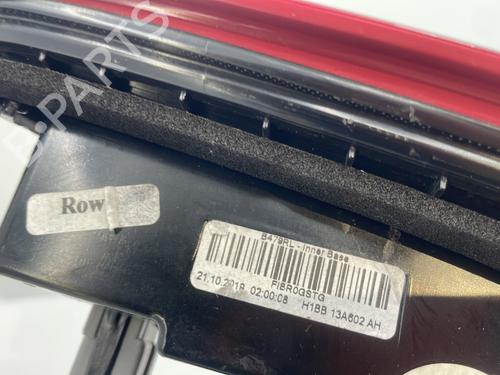 B-PARTS
Row
B479RL - Inner Base
FIBR0GSTG
21.10.2019 02:00:08 H1BB 13A602 AH